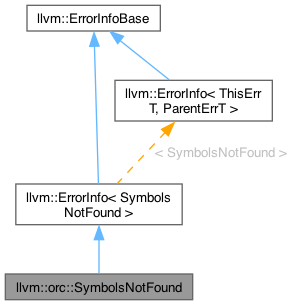 llvm::ErrorInfoBase
llvm::ErrorInfo< ThisErr
T, ParentErrT >
< SymbolsNotFound >
llvm::ErrorInfo< Symbols
NotFound >
llvm::orc::SymbolsNotFound